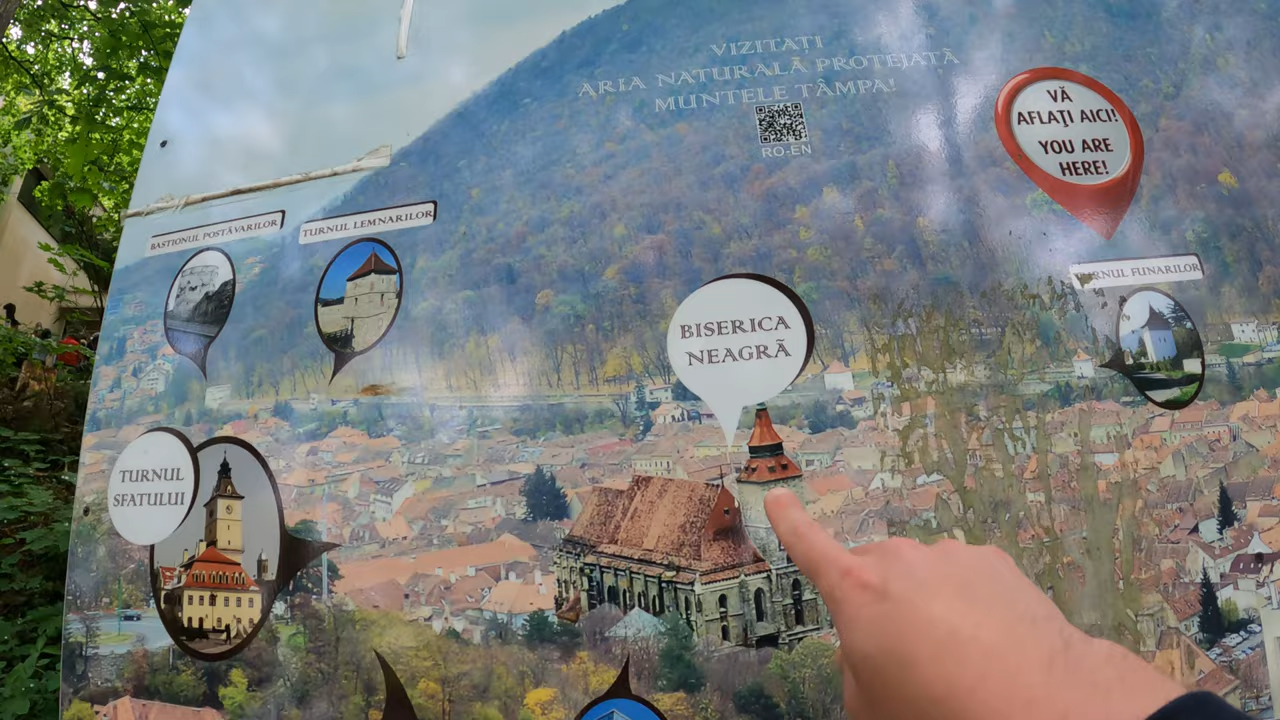 VIZITAȚI
ARIA NATURALĂ PROTEJATĂ
MUNTELE TÂMPA!
RO-EN
VĂ
AFLAŢI AICI!
YOU ARE
HERE!
BASTIONUL POSTĂVARILOR
TURNUL LEMNARILOR
TURNUL FUNARILOR
BISERICA
NEAGRĂ
TURNUL
SFATULUI